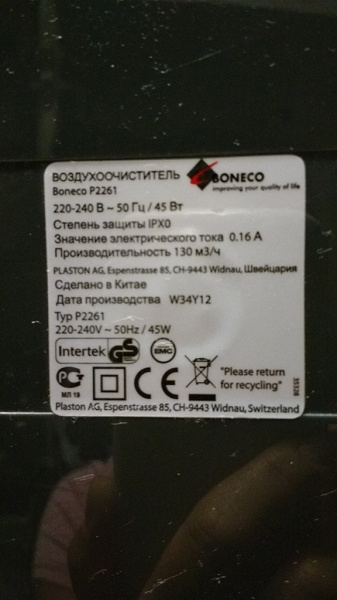 ВОЗДУХООЧИСТИТЕЛЬ
Boneco P2261
BONECO
improving your quality of life
220-240 В ~ 50 Гц / 45 Вт
Степень защиты IPX0
Значение электрического тока 0.16 А
Производительность 130 м3/ч
PLASTON AG, Espenstrasse 85, CH-9443 Widnau, Швейцария
Сделано в Китае
Дата производства W34Y12
Typ P2261
220-240V ~ 50Hz / 45W
Intertek GS EMC
МЛ 19
CE
"Please return
for recycling"
35328
Plaston AG, Espenstrasse 85, CH-9443 Widnau, Switzerland